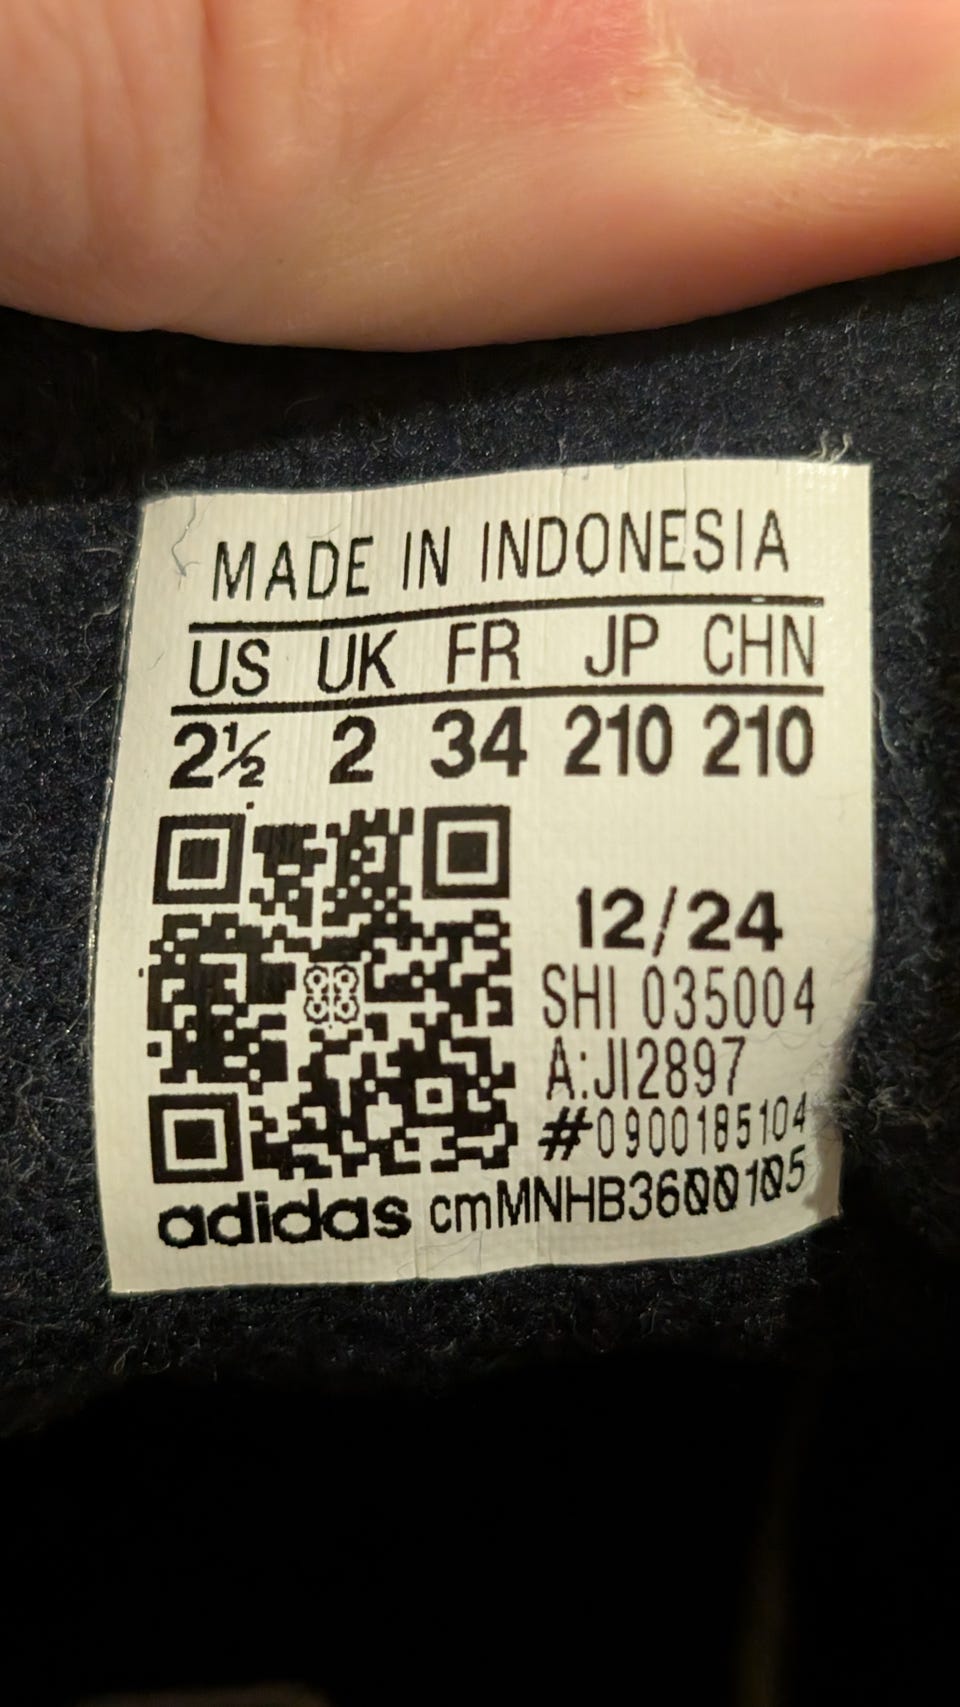 MADE IN INDONESIA
US UK FR JP CHN
2½ 2 34 210 210
12/24
SHI 035004
A:JI2897
#0900185104
adidas cmMNHB3600105